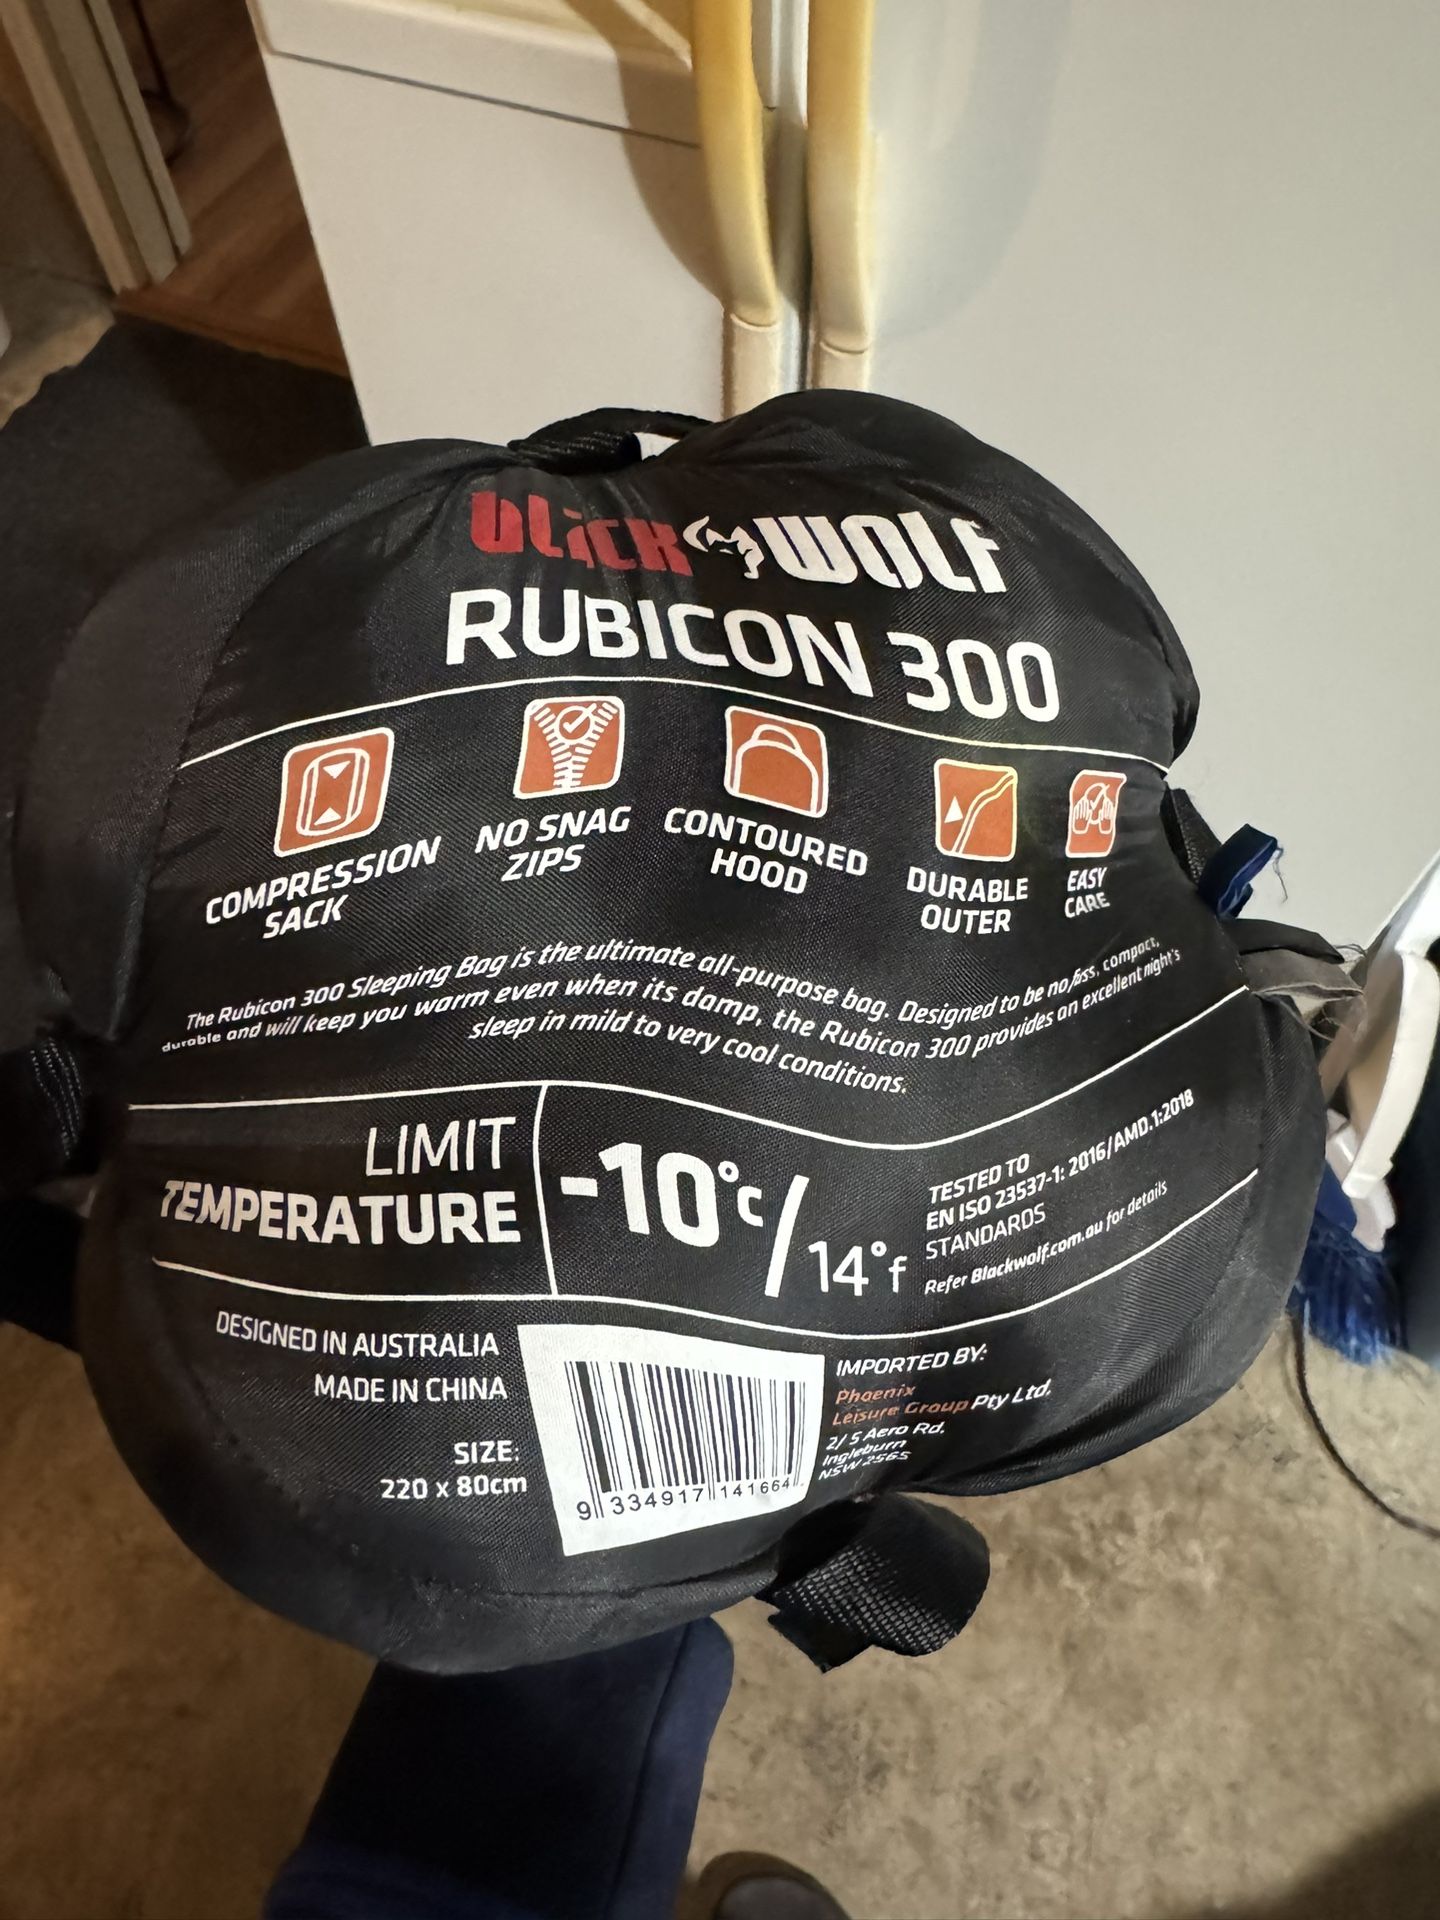 blackwolf
RUBICON 300
COMPRESSION
SACK
NO SNAG
ZIPS
CONTOURED
HOOD
DURABLE
OUTER
EASY
CARE
The Rubicon 300 Sleeping Bag is the ultimate all-purpose bag. Designed to be no fuss, compact,
durable and will keep you warm even when its damp, the Rubicon 300 provides an excellent night's
sleep in mild to very cool conditions.
LIMIT
TEMPERATURE
-10°c/14°f
TESTED TO
EN ISO 23537-1: 2016/AMD.1:2018
STANDARDS
Refer Blackwolf.com.au for details
DESIGNED IN AUSTRALIA
MADE IN CHINA
SIZE:
220 x 80cm
9 334917 141664
IMPORTED BY:
Phoenix
Leisure Group Pty Ltd.
2/ 5 Aero Rd,
Ingleburn
NSW 2565